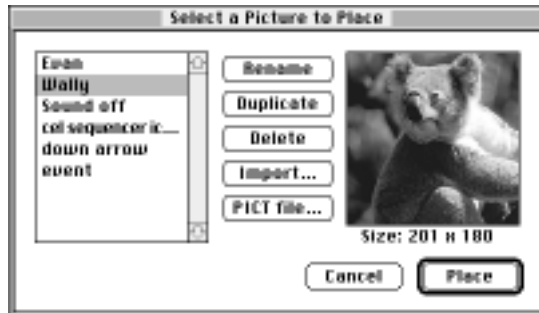 Select a Picture to Place
Evan
Wally
Sound off
cel sequencer ic...
down arrow
event
Rename
Duplicate
Delete
Import...
PICT file...
Size: 201 x 180
Cancel
Place